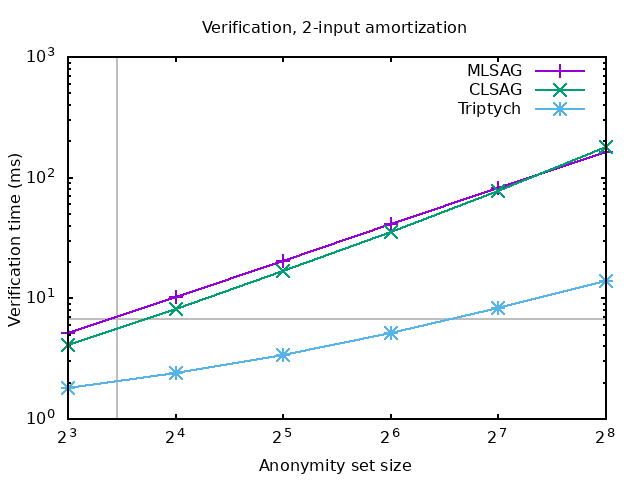 Verification, 2-input amortization
MLSAG
CLSAG
Triptych
Verification time (ms)
10³
10²
10¹
10⁰
2³ 2⁴ 2⁵ 2⁶ 2⁷ 2⁸
Anonymity set size